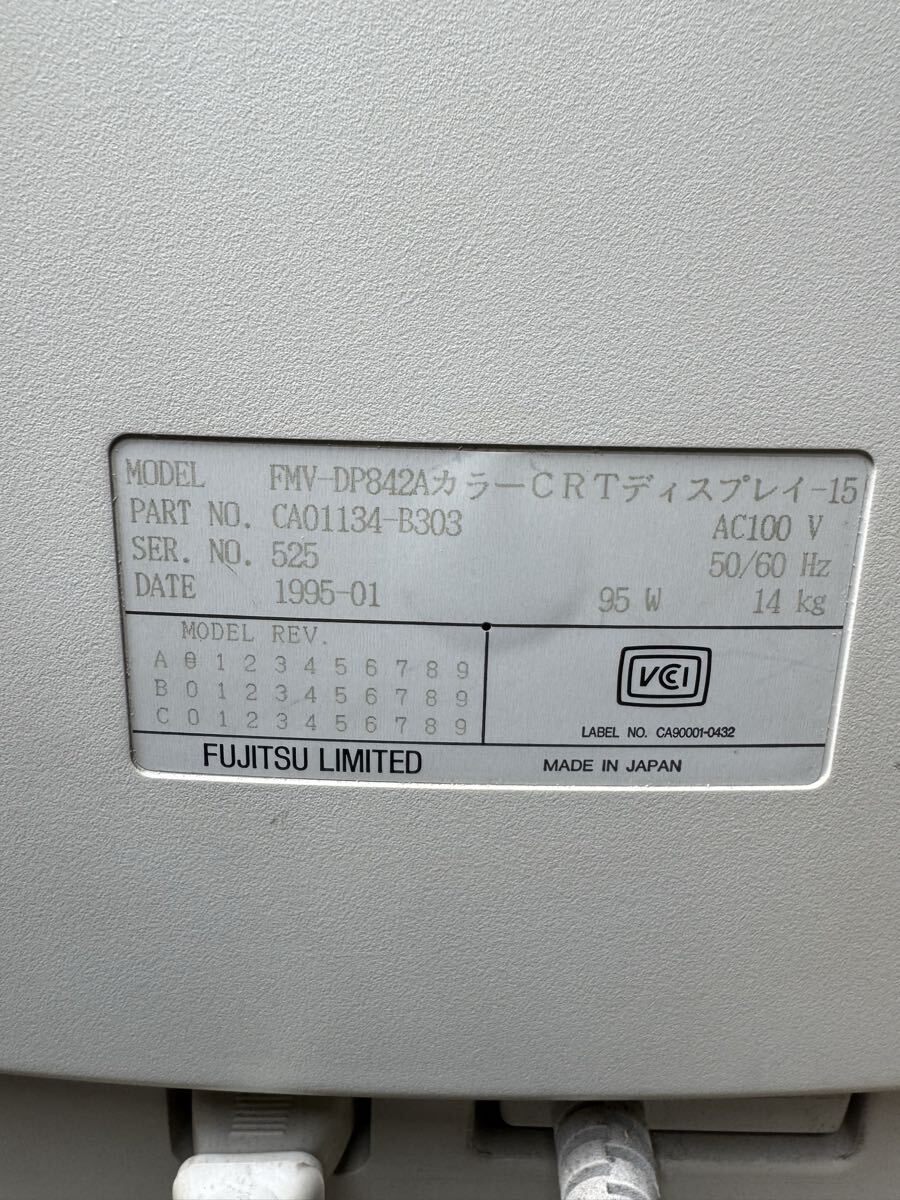 MODEL FMV-DP842AカラーCRTディスプレイ-15
PART NO. CA01134-B303 AC100 V
SER. NO. 525 50/60 Hz
DATE 1995-01 95 W 14 kg
MODEL REV.
A 0 1 2 3 4 5 6 7 8 9
B 0 1 2 3 4 5 6 7 8 9
C 0 1 2 3 4 5 6 7 8 9
VCCI
LABEL NO. CA90001-0432
FUJITSU LIMITED MADE IN JAPAN